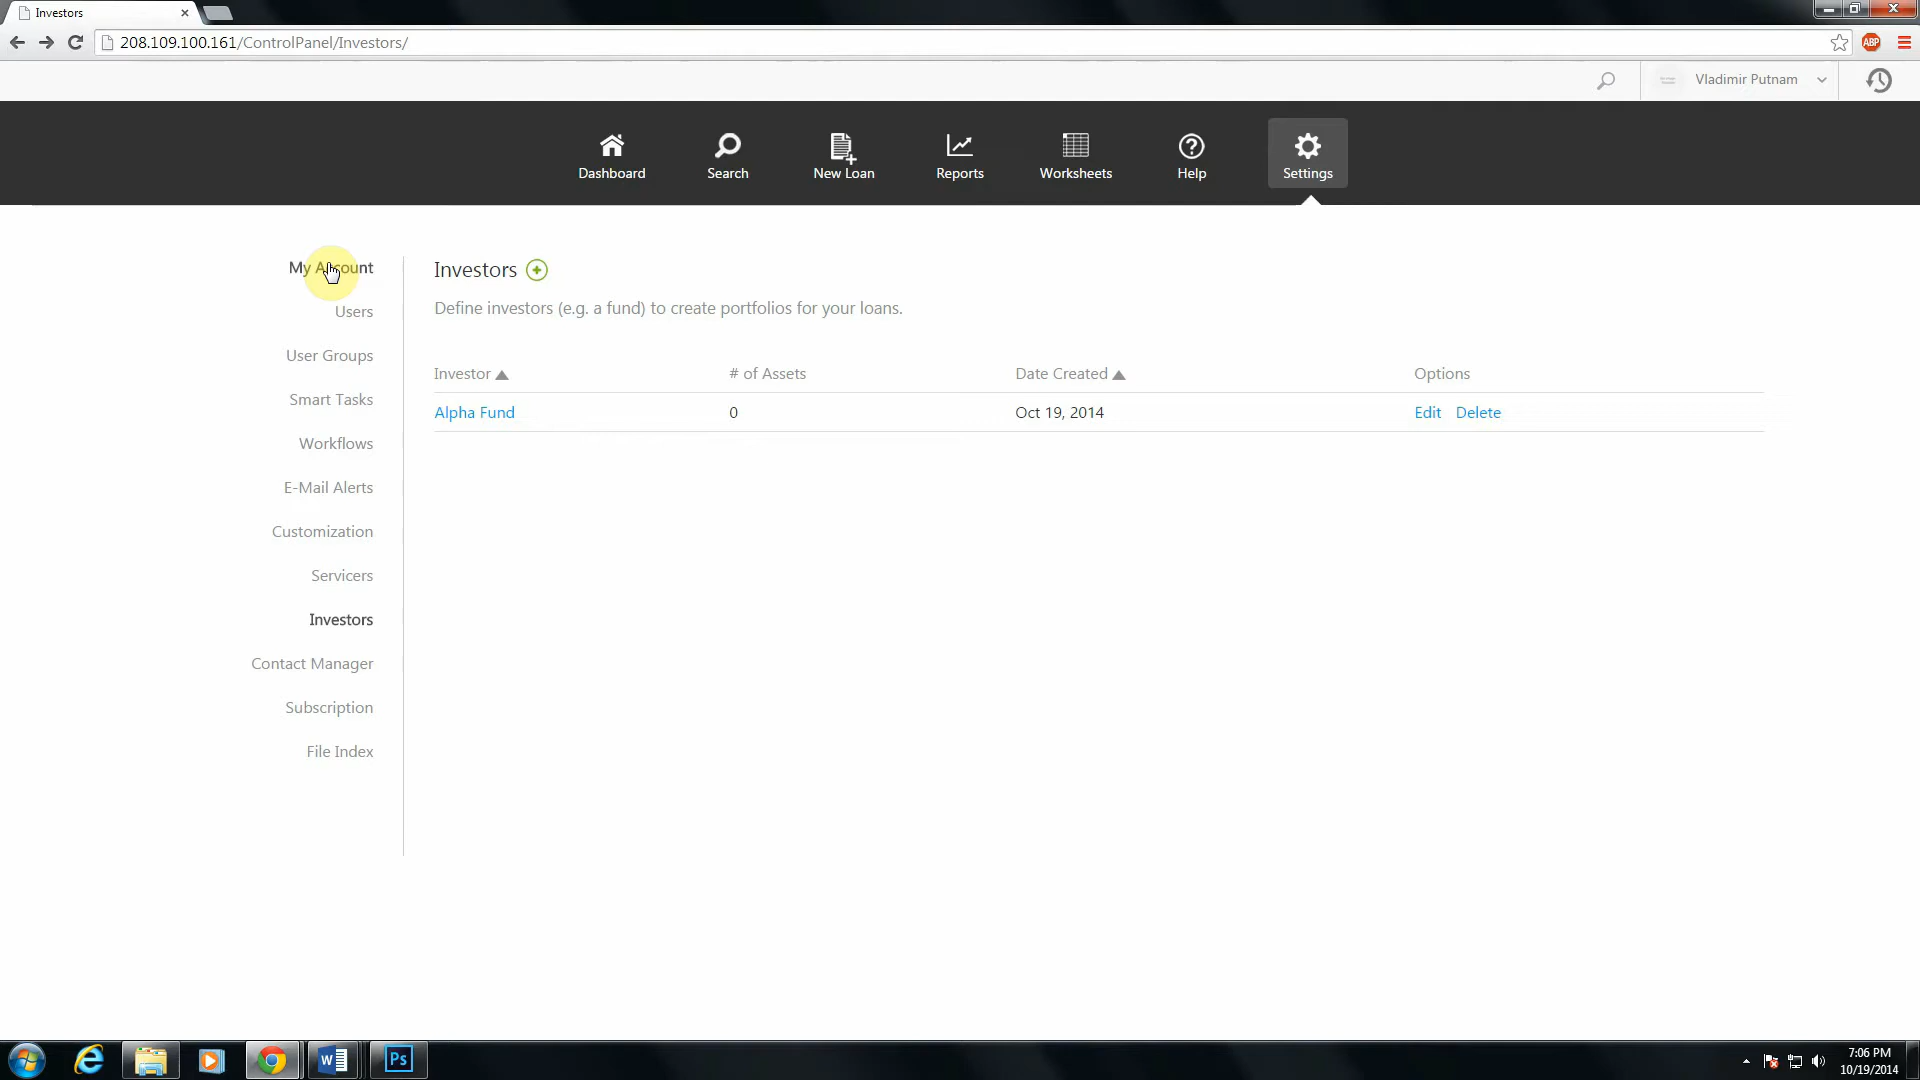 Investors
208.109.100.161/ControlPanel/Investors/
ABP
Vladimir Putnam
Dashboard Search New Loan Reports Worksheets Help Settings
My Account
Users
User Groups
Smart Tasks
Workflows
E-Mail Alerts
Customization
Servicers
Investors
Contact Manager
Subscription
File Index
Investors
Define investors (e.g. a fund) to create portfolios for your loans.
Investor # of Assets Date Created Options
Alpha Fund 0 Oct 19, 2014 Edit Delete
Ps
7:06 PM
10/19/2014